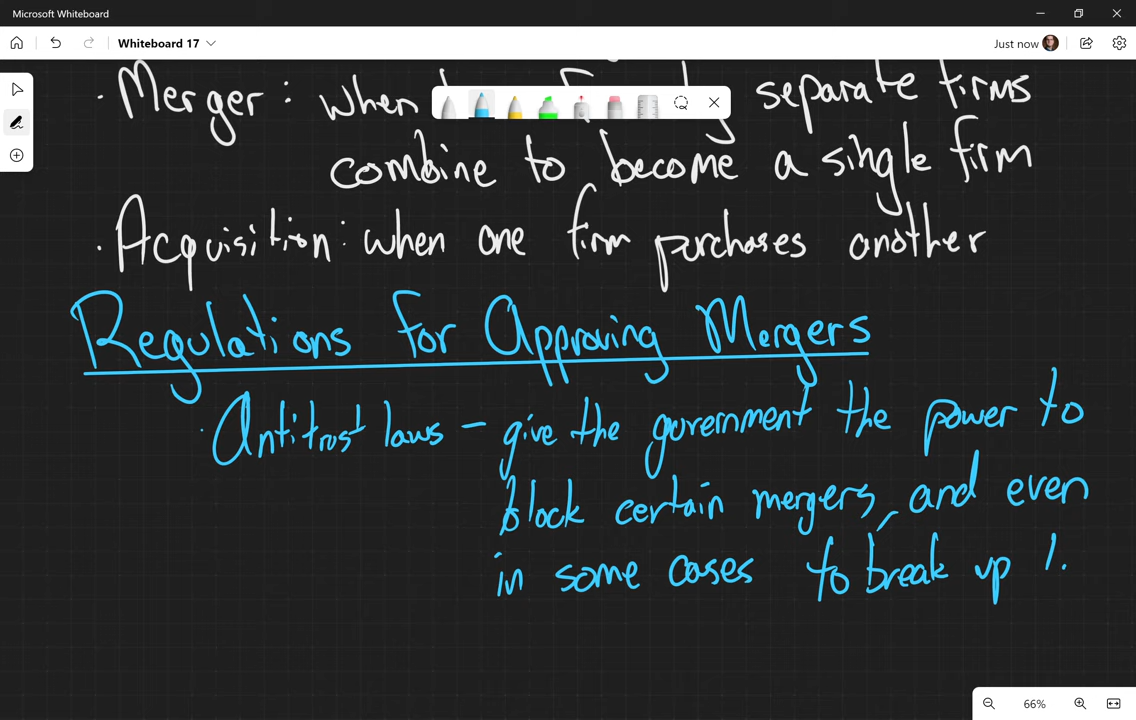 Microsoft Whiteboard
Whiteboard 17
Just now
· Merger: when separate firms
combine to become a single firm
· Acquisition: when one firm purchases another
Regulations for Approving Mergers
· Antitrust laws – give the government the power to
block certain mergers, and even
in some cases to break up
66%